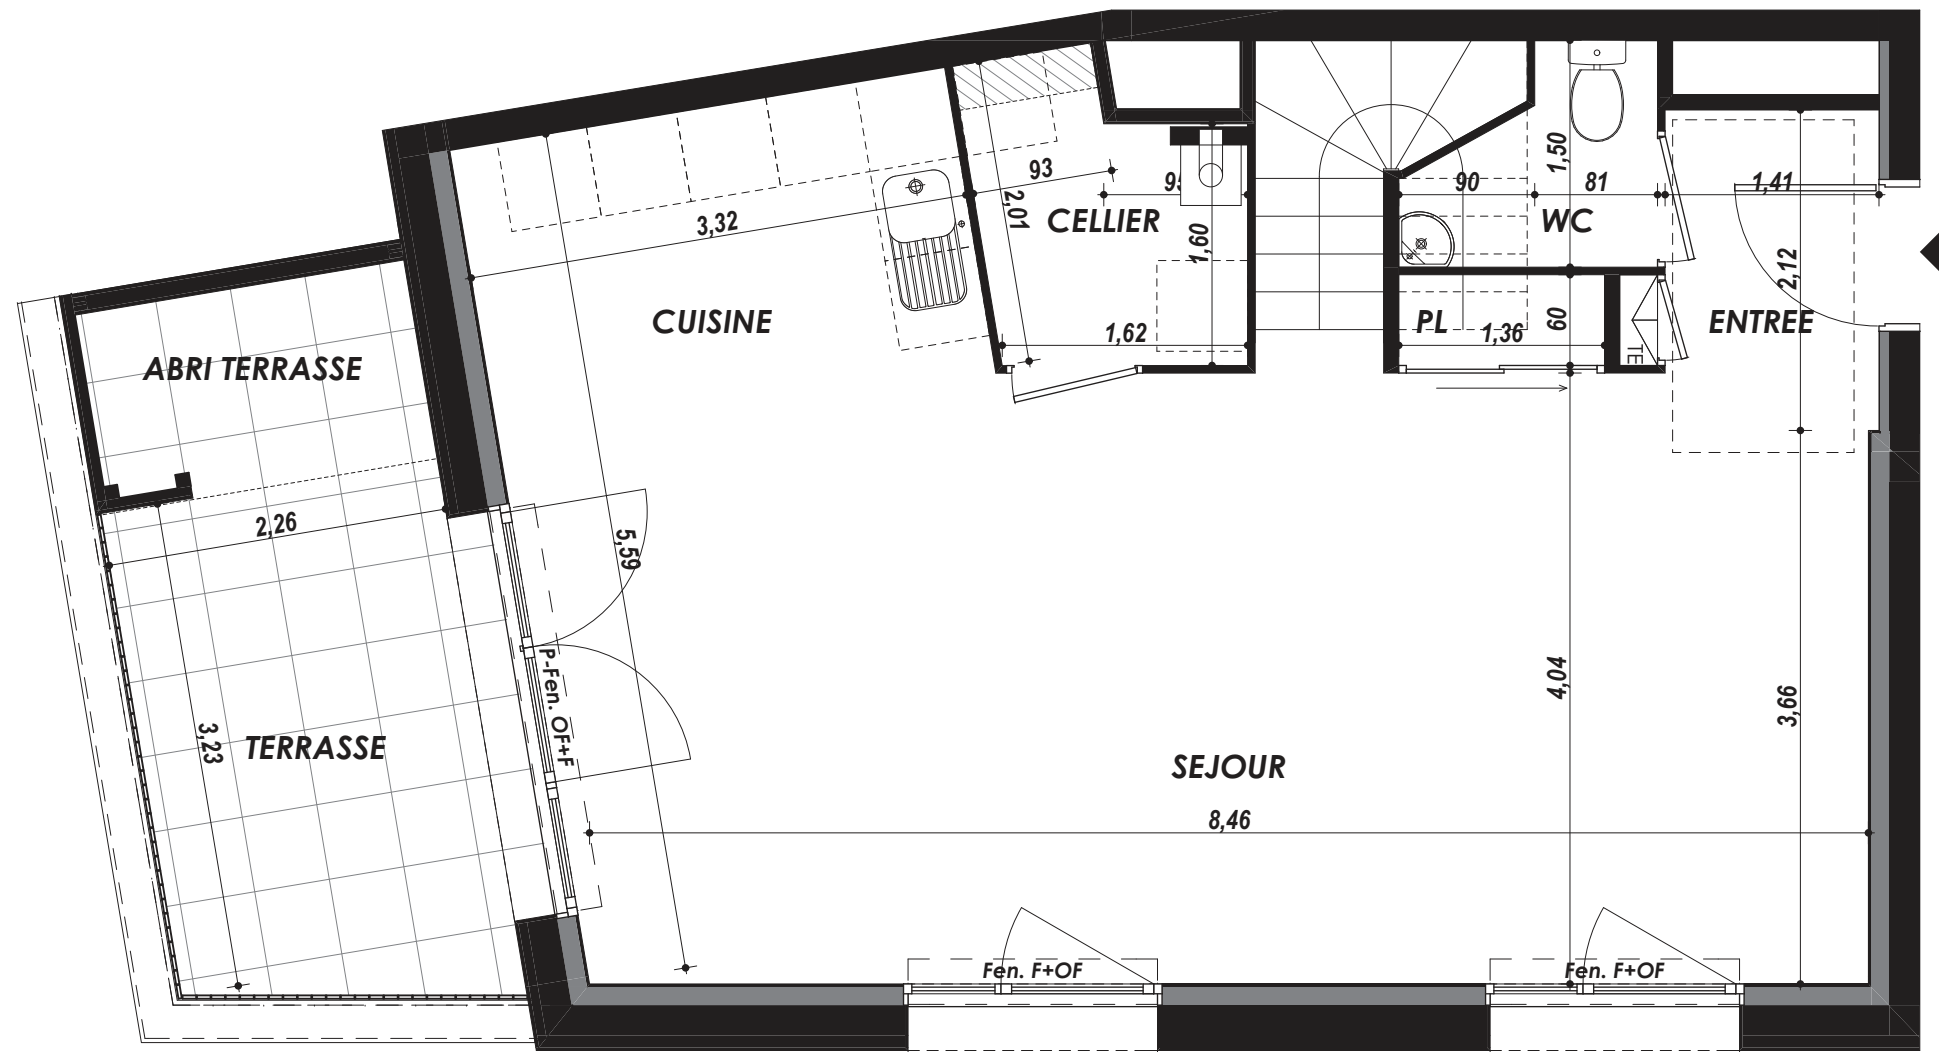 1,50
93
95
90
81
1,41
2,01
3,32
CELLIER
WC
1,60
2,12
CUISINE
PL
60
ENTREE
1,62
1,36
TE
ABRI TERRASSE
2,26
5,59
P-Fen. OF+F
4,04
3,66
3,23
TERRASSE
SEJOUR
8,46
Fen. F+OF
Fen. F+OF